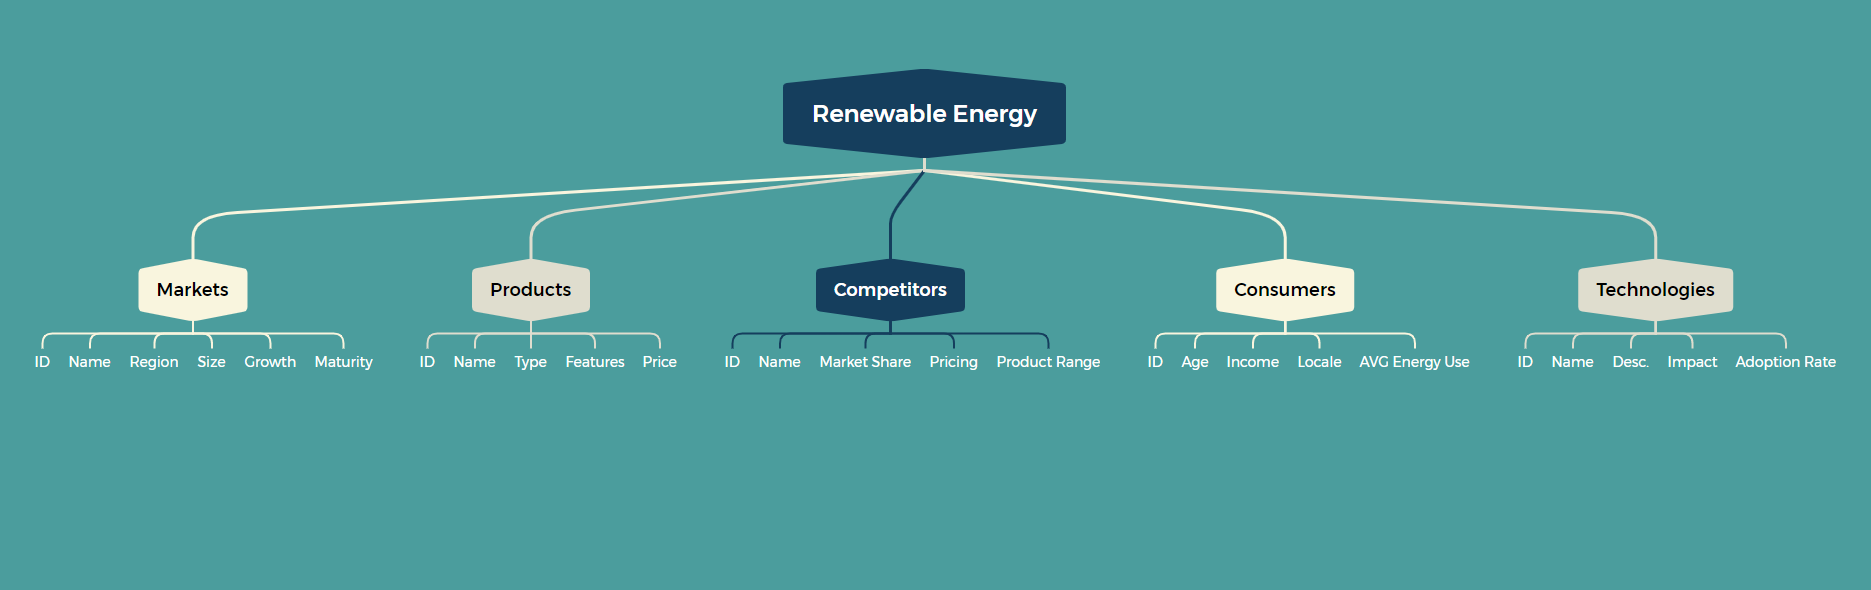 Renewable Energy
Markets Products Competitors Consumers Technologies
ID Name Region Size Growth Maturity ID Name Type Features Price ID Name Market Share Pricing Product Range ID Age Income Locale AVG Energy Use ID Name Desc. Impact Adoption Rate